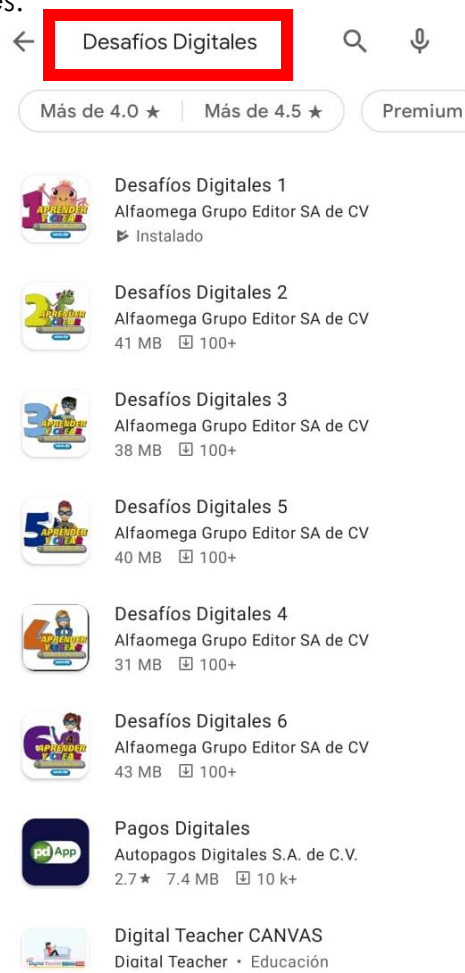 es.
Desafíos Digitales
Más de 4.0 ★ Más de 4.5 ★ Premium
Desafíos Digitales 1
Alfaomega Grupo Editor SA de CV
Instalado
Desafíos Digitales 2
Alfaomega Grupo Editor SA de CV
41 MB 100+
Desafíos Digitales 3
Alfaomega Grupo Editor SA de CV
38 MB 100+
Desafíos Digitales 5
Alfaomega Grupo Editor SA de CV
40 MB 100+
Desafíos Digitales 4
Alfaomega Grupo Editor SA de CV
31 MB 100+
Desafíos Digitales 6
Alfaomega Grupo Editor SA de CV
43 MB 100+
pd App
Pagos Digitales
Autopagos Digitales S.A. de C.V.
2.7★ 7.4 MB 10 k+
Digital Teacher CANVAS
Digital Teacher • Educación